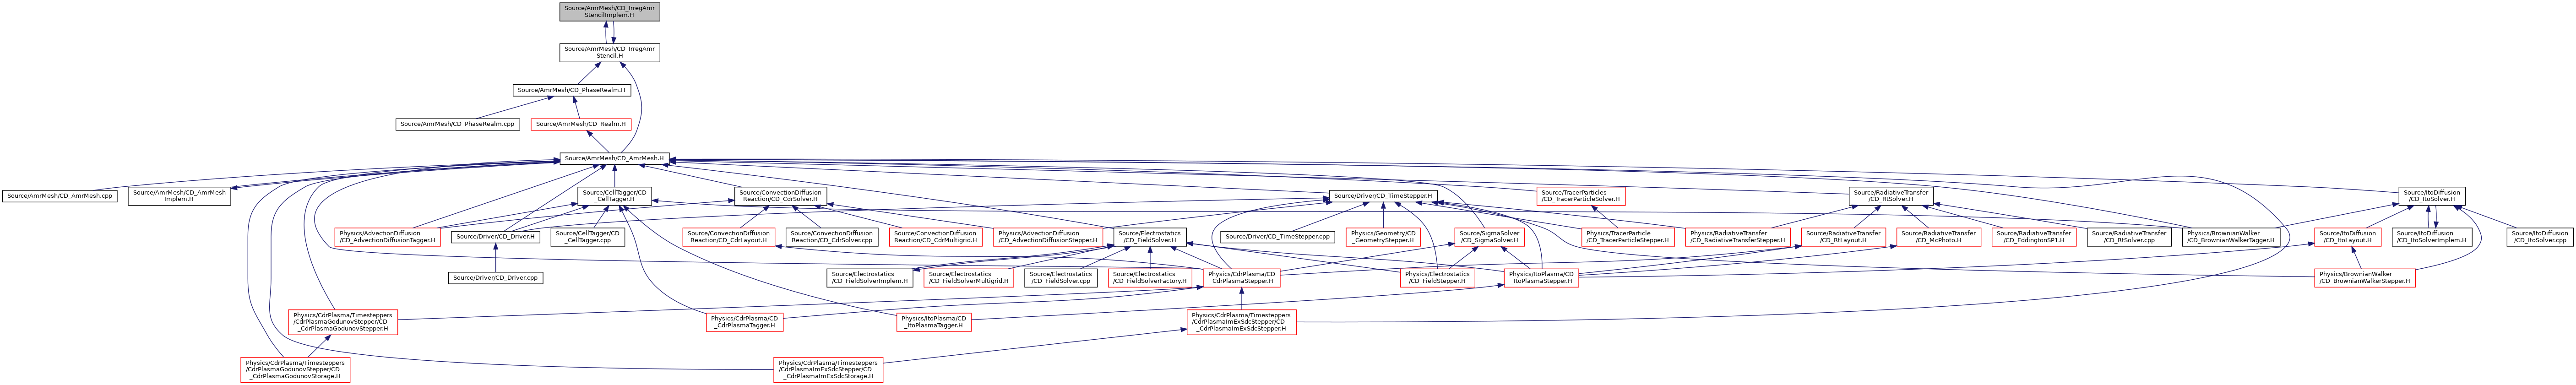 Source/AmrMesh/CD_IrregAmr
StencilImplem.H
Source/AmrMesh/CD_IrregAmr
Stencil.H
Source/AmrMesh/CD_PhaseRealm.H
Source/AmrMesh/CD_PhaseRealm.cpp
Source/AmrMesh/CD_Realm.H
Source/AmrMesh/CD_AmrMesh.H
Source/AmrMesh/CD_AmrMesh.cpp
Source/AmrMesh/CD_AmrMesh
Implem.H
Source/CellTagger/CD
_CellTagger.H
Source/ConvectionDiffusion
Reaction/CD_CdrSolver.H
Source/Driver/CD_TimeStepper.H
Source/TracerParticles
/CD_TracerParticleSolver.H
Source/RadiativeTransfer
/CD_RtSolver.H
Source/ItoDiffusion
/CD_ItoSolver.H
Physics/AdvectionDiffusion
/CD_AdvectionDiffusionTagger.H
Source/Driver/CD_Driver.H
Source/CellTagger/CD
_CellTagger.cpp
Source/ConvectionDiffusion
Reaction/CD_CdrLayout.H
Source/ConvectionDiffusion
Reaction/CD_CdrSolver.cpp
Source/ConvectionDiffusion
Reaction/CD_CdrMultigrid.H
Physics/AdvectionDiffusion
/CD_AdvectionDiffusionStepper.H
Source/Electrostatics
/CD_FieldSolver.H
Source/Driver/CD_TimeStepper.cpp
Physics/Geometry/CD
_GeometryStepper.H
Source/SigmaSolver
/CD_SigmaSolver.H
Physics/TracerParticle
/CD_TracerParticleStepper.H
Physics/RadiativeTransfer
/CD_RadiativeTransferStepper.H
Source/RadiativeTransfer
/CD_RtLayout.H
Source/RadiativeTransfer
/CD_McPhoto.H
Source/RadiativeTransfer
/CD_EddingtonSP1.H
Source/RadiativeTransfer
/CD_RtSolver.cpp
Physics/BrownianWalker
/CD_BrownianWalkerTagger.H
Source/ItoDiffusion
/CD_ItoLayout.H
Source/ItoDiffusion
/CD_ItoSolverImplem.H
Source/ItoDiffusion
/CD_ItoSolver.cpp
Source/Driver/CD_Driver.cpp
Source/Electrostatics
/CD_FieldSolverImplem.H
Source/Electrostatics
/CD_FieldSolverMultigrid.H
Source/Electrostatics
/CD_FieldSolver.cpp
Source/Electrostatics
/CD_FieldSolverFactory.H
Physics/CdrPlasma/CD
_CdrPlasmaStepper.H
Physics/Electrostatics
/CD_FieldStepper.H
Physics/ItoPlasma/CD
_ItoPlasmaStepper.H
Physics/BrownianWalker
/CD_BrownianWalkerStepper.H
Physics/CdrPlasma/Timesteppers
/CdrPlasmaGodunovStepper/CD
_CdrPlasmaGodunovStepper.H
Physics/CdrPlasma/CD
_CdrPlasmaTagger.H
Physics/ItoPlasma/CD
_ItoPlasmaTagger.H
Physics/CdrPlasma/Timesteppers
/CdrPlasmaImExSdcStepper/CD
_CdrPlasmaImExSdcStepper.H
Physics/CdrPlasma/Timesteppers
/CdrPlasmaGodunovStepper/CD
_CdrPlasmaGodunovStorage.H
Physics/CdrPlasma/Timesteppers
/CdrPlasmaImExSdcStepper/CD
_CdrPlasmaImExSdcStorage.H